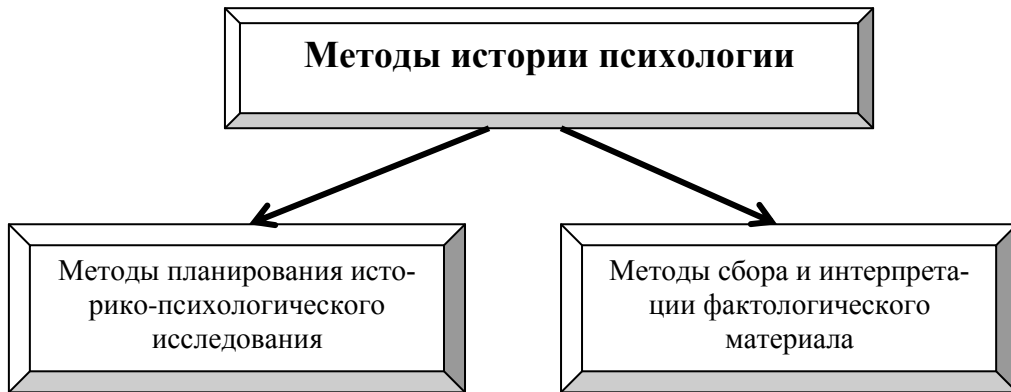 Методы истории психологии
Методы планирования исто-
рико-психологического
исследования
Методы сбора и интерпрета-
ции фактологического
материала